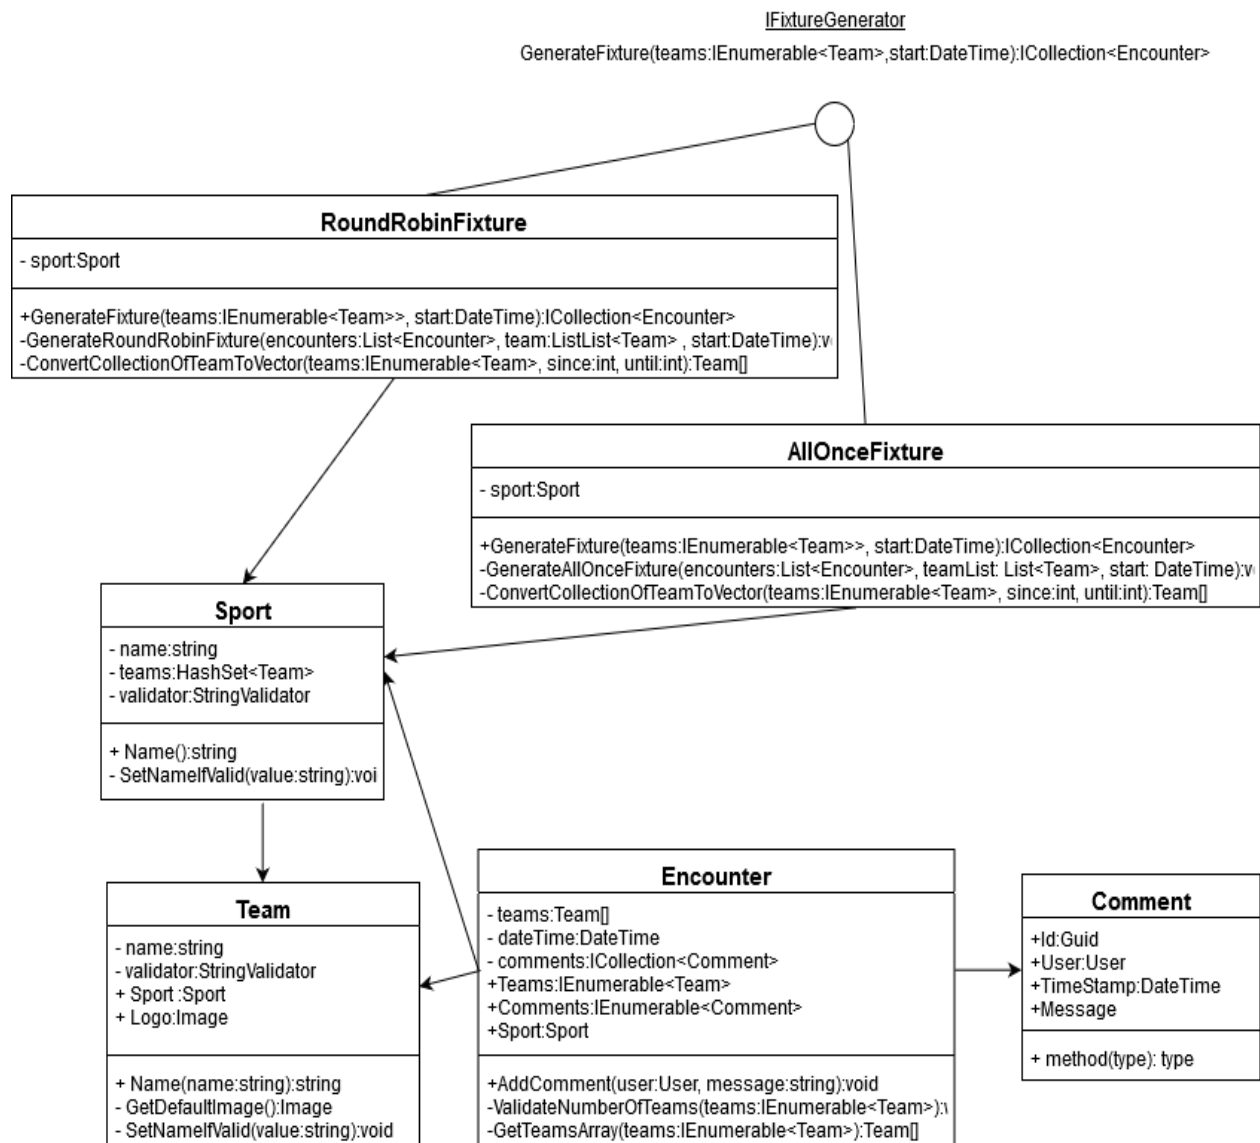 IFixtureGenerator
GenerateFixture(teams:IEnumerable<Team>,start:DateTime):ICollection<Encounter>
RoundRobinFixture
- sport:Sport
+GenerateFixture(teams:IEnumerable<Team>>, start:DateTime):ICollection<Encounter>
-GenerateRoundRobinFixture(encounters:List<Encounter>, team:ListList<Team> , start:DateTime):v
-ConvertCollectionOfTeamToVector(teams:IEnumerable<Team>, since:int, until:int):Team[]
AllOnceFixture
- sport:Sport
+GenerateFixture(teams:IEnumerable<Team>>, start:DateTime):ICollection<Encounter>
-GenerateAllOnceFixture(encounters:List<Encounter>, teamList: List<Team>, start: DateTime):v
-ConvertCollectionOfTeamToVector(teams:IEnumerable<Team>, since:int, until:int):Team[]
Sport
- name:string
- teams:HashSet<Team>
- validator:StringValidator
+ Name():string
- SetNameIfValid(value:string):voi
Team
- name:string
- validator:StringValidator
+ Sport :Sport
+ Logo:Image
+ Name(name:string):string
- GetDefaultImage():Image
- SetNameIfValid(value:string):void
Encounter
- teams:Team[]
- dateTime:DateTime
- comments:ICollection<Comment>
+Teams:IEnumerable<Team>
+Comments:IEnumerable<Comment>
+Sport:Sport
+AddComment(user:User, message:string):void
-ValidateNumberOfTeams(teams:IEnumerable<Team>):v
-GetTeamsArray(teams:IEnumerable<Team>):Team[]
Comment
+Id:Guid
+User:User
+TimeStamp:DateTime
+Message
+ method(type): type